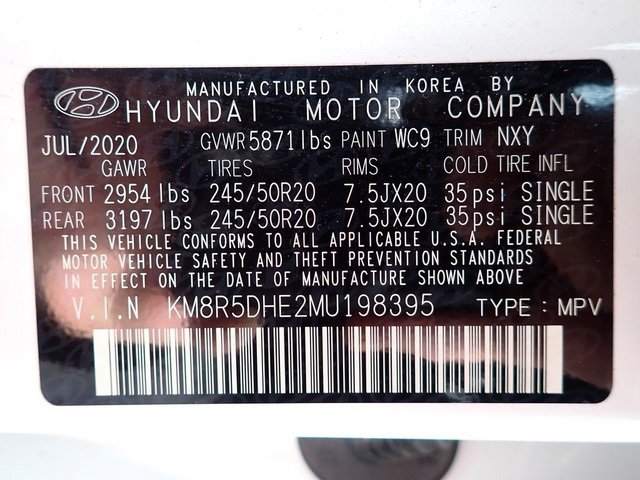 MANUFACTURED IN KOREA BY
HYUNDAI MOTOR COMPANY
JUL/2020 GVWR 5871lbs PAINT WC9 TRIM NXY
GAWR TIRES RIMS COLD TIRE INFL
FRONT 2954lbs 245/50R20 7.5JX20 35psi SINGLE
REAR 3197lbs 245/50R20 7.5JX20 35psi SINGLE
THIS VEHICLE CONFORMS TO ALL APPLICABLE U.S.A. FEDERAL
MOTOR VEHICLE SAFETY AND THEFT PREVENTION STANDARDS
IN EFFECT ON THE DATE OF MANUFACTURE SHOWN ABOVE
V.I.N KM8R5DHE2MU198395 TYPE : MPV